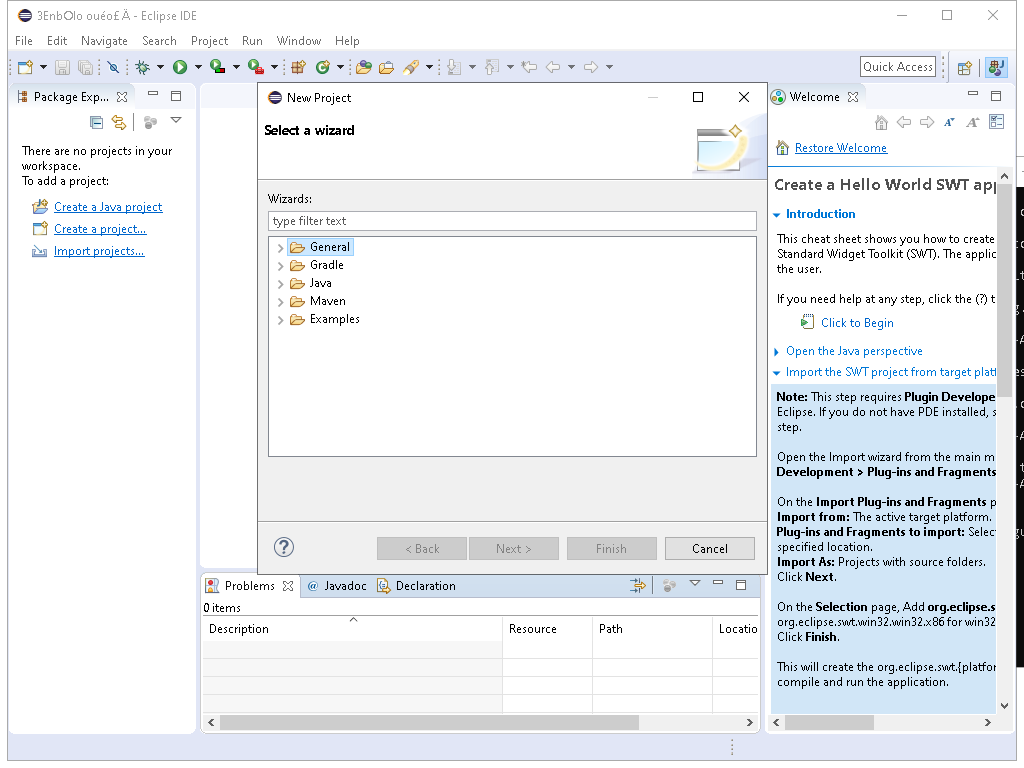 3EnbOlo ouéo£Ä - Eclipse IDE
File Edit Navigate Search Project Run Window Help
Quick Access
Package Exp...
There are no projects in your
workspace.
To add a project:
Create a Java project
Create a project...
Import projects...
New Project
Select a wizard
Wizards:
type filter text
General
Gradle
Java
Maven
Examples
< Back
Next >
Finish
Cancel
Problems
@ Javadoc
Declaration
0 items
Description
Resource
Path
Locatio
Welcome
Restore Welcome
Create a Hello World SWT app
Introduction
This cheat sheet shows you how to create
Standard Widget Toolkit (SWT). The applic
the user.
If you need help at any step, click the (?) t
Click to Begin
Open the Java perspective
Import the SWT project from target platf
Note: This step requires Plugin Develope
Eclipse. If you do not have PDE installed, s
step.
Open the Import wizard from the main m
Development > Plug-ins and Fragments
On the Import Plug-ins and Fragments p
Import from: The active target platform.
Plug-ins and Fragments to import: Selec
specified location.
Import As: Projects with source folders.
Click Next.
On the Selection page, Add org.eclipse.s
org.eclipse.swt.win32.win32.x86 for win32
Click Finish.
This will create the org.eclipse.swt.{platfor
compile and run the application.